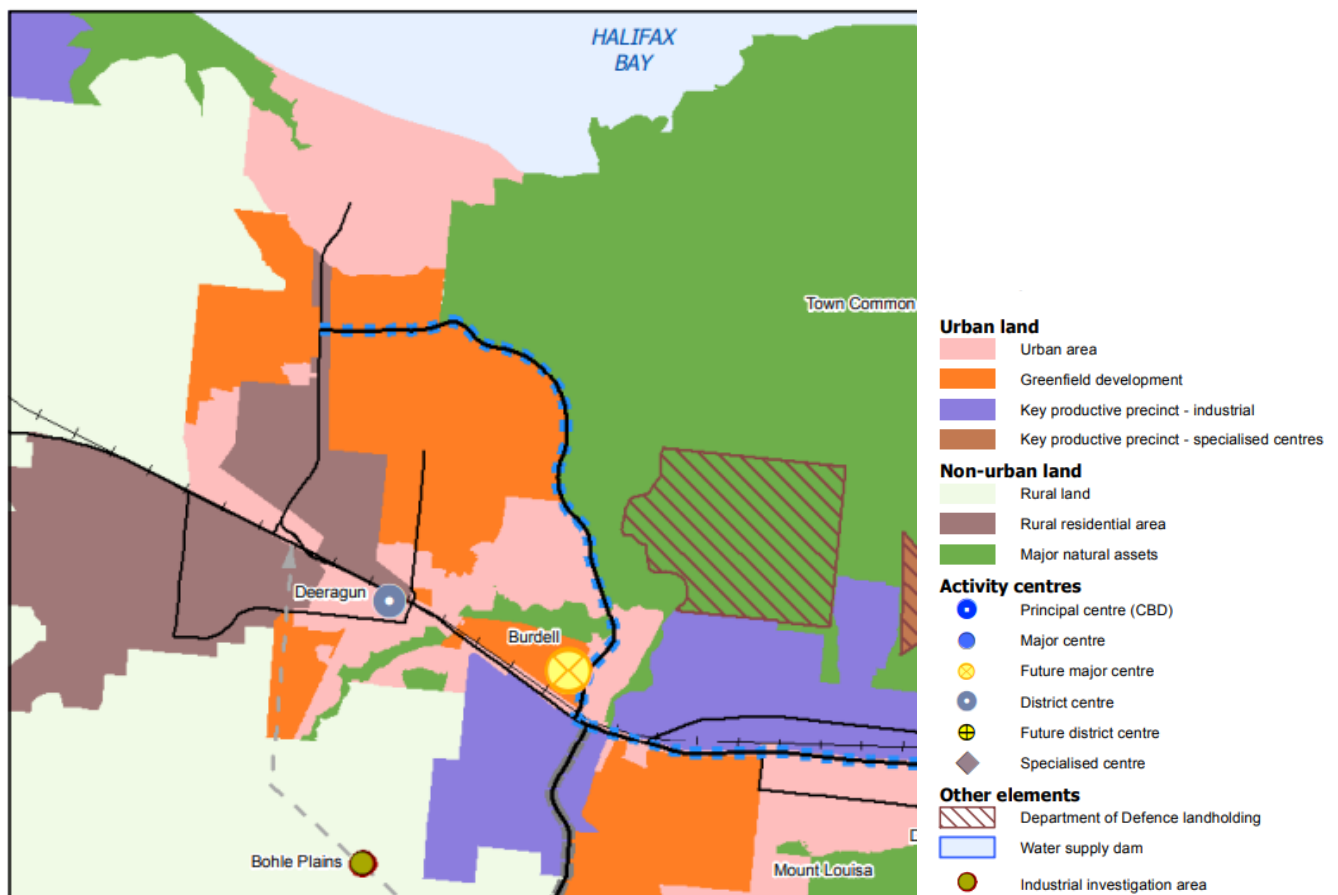 HALIFAX
BAY
Town Common
Deeragun
Burdell
Bohle Plains
Mount Louisa
D
Urban land
Urban area
Greenfield development
Key productive precinct - industrial
Key productive precinct - specialised centres
Non-urban land
Rural land
Rural residential area
Major natural assets
Activity centres
Principal centre (CBD)
Major centre
Future major centre
District centre
Future district centre
Specialised centre
Other elements
Department of Defence landholding
Water supply dam
Industrial investigation area